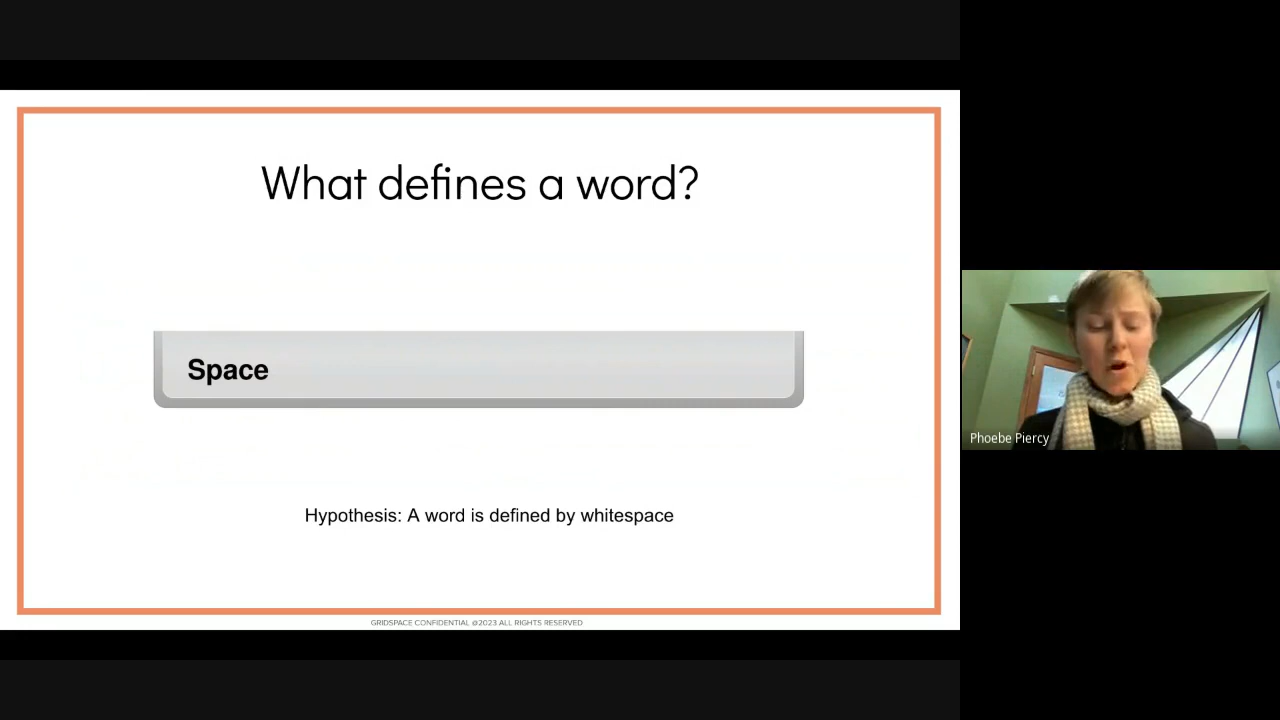 What defines a word?
Space
Hypothesis: A word is defined by whitespace
GRIDSPACE CONFIDENTIAL @2023 ALL RIGHTS RESERVED
Phoebe Piercy